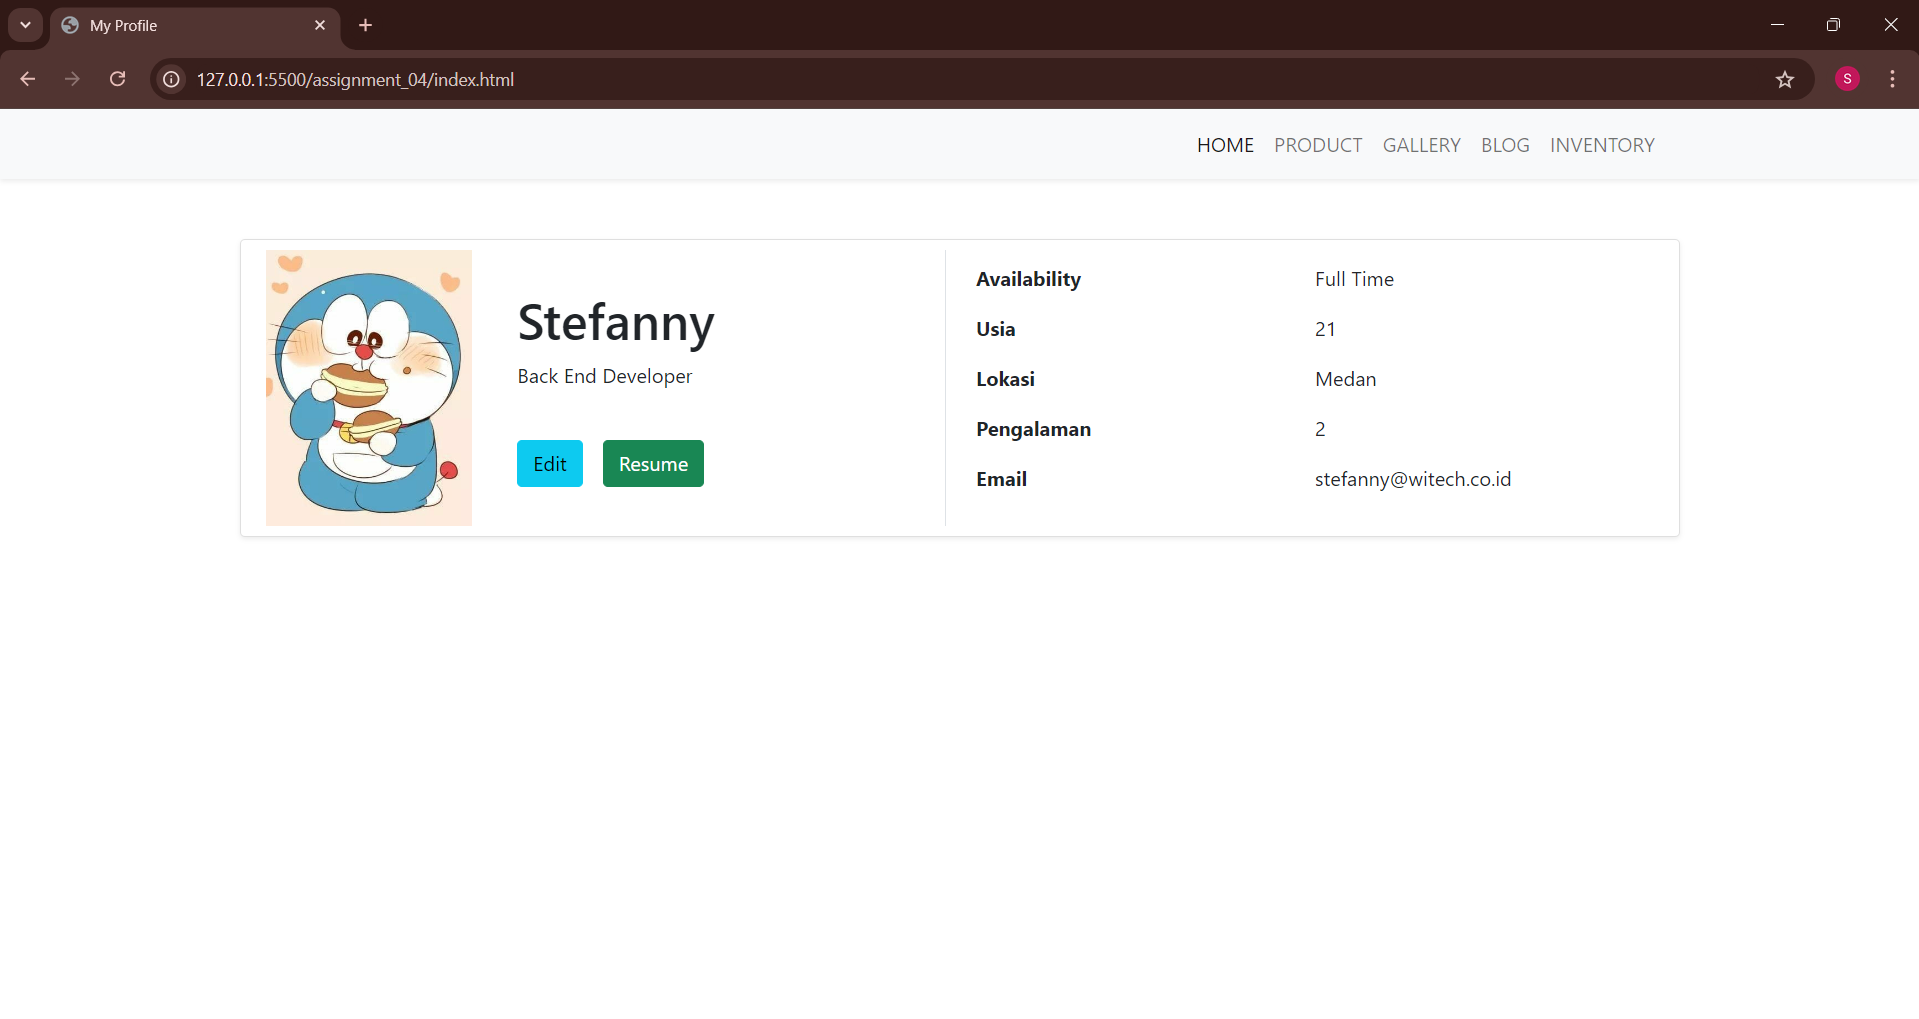 My Profile
127.0.0.1:5500/assignment_04/index.html
S
HOME PRODUCT GALLERY BLOG INVENTORY
Stefanny
Back End Developer
Edit Resume
Availability Full Time
Usia 21
Lokasi Medan
Pengalaman 2
Email stefanny@witech.co.id